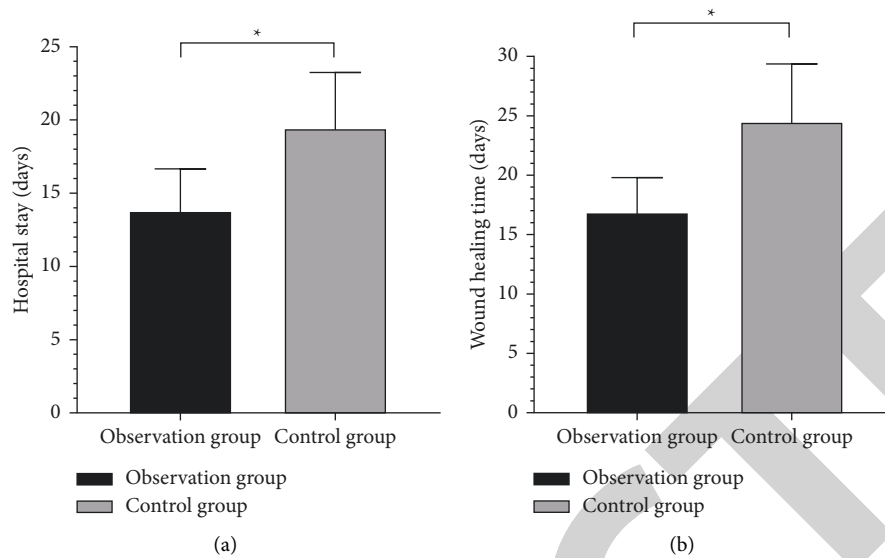 *
25
20
15
10
5
0
Hospital stay (days)
Observation group Control group
Observation group
Control group
(a)
*
30
25
20
15
10
5
0
Wound healing time (days)
Observation group Control group
Observation group
Control group
(b)